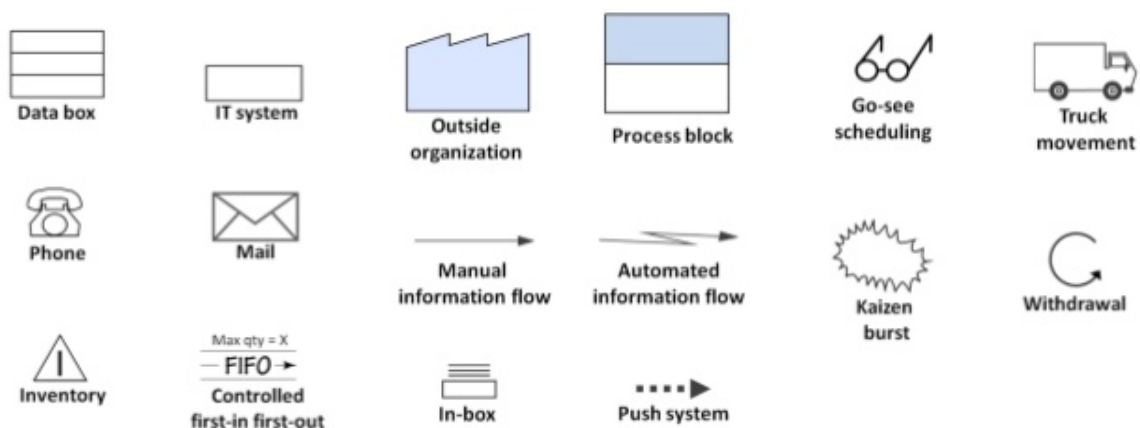 Data box
IT system
Outside
organization
Process block
Go-see
scheduling
Truck
movement
Phone
Mail
Manual
information flow
Automated
information flow
Kaizen
burst
Withdrawal
I
Inventory
Max qty = X
FIFO
Controlled
first-in first-out
In-box
Push system